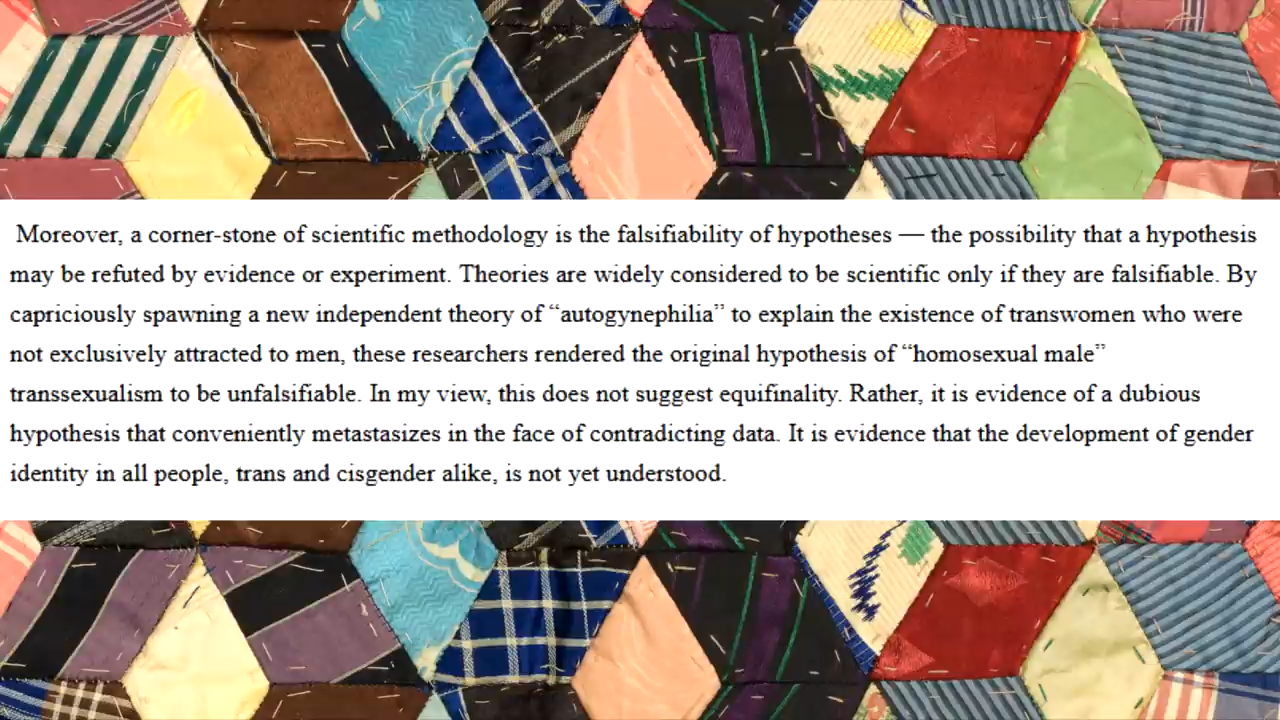 Moreover, a corner-stone of scientific methodology is the falsifiability of hypotheses — the possibility that a hypothesis
may be refuted by evidence or experiment. Theories are widely considered to be scientific only if they are falsifiable. By
capriciously spawning a new independent theory of “autogynephilia” to explain the existence of transwomen who were
not exclusively attracted to men, these researchers rendered the original hypothesis of “homosexual male”
transsexualism to be unfalsifiable. In my view, this does not suggest equifinality. Rather, it is evidence of a dubious
hypothesis that conveniently metastasizes in the face of contradicting data. It is evidence that the development of gender
identity in all people, trans and cisgender alike, is not yet understood.